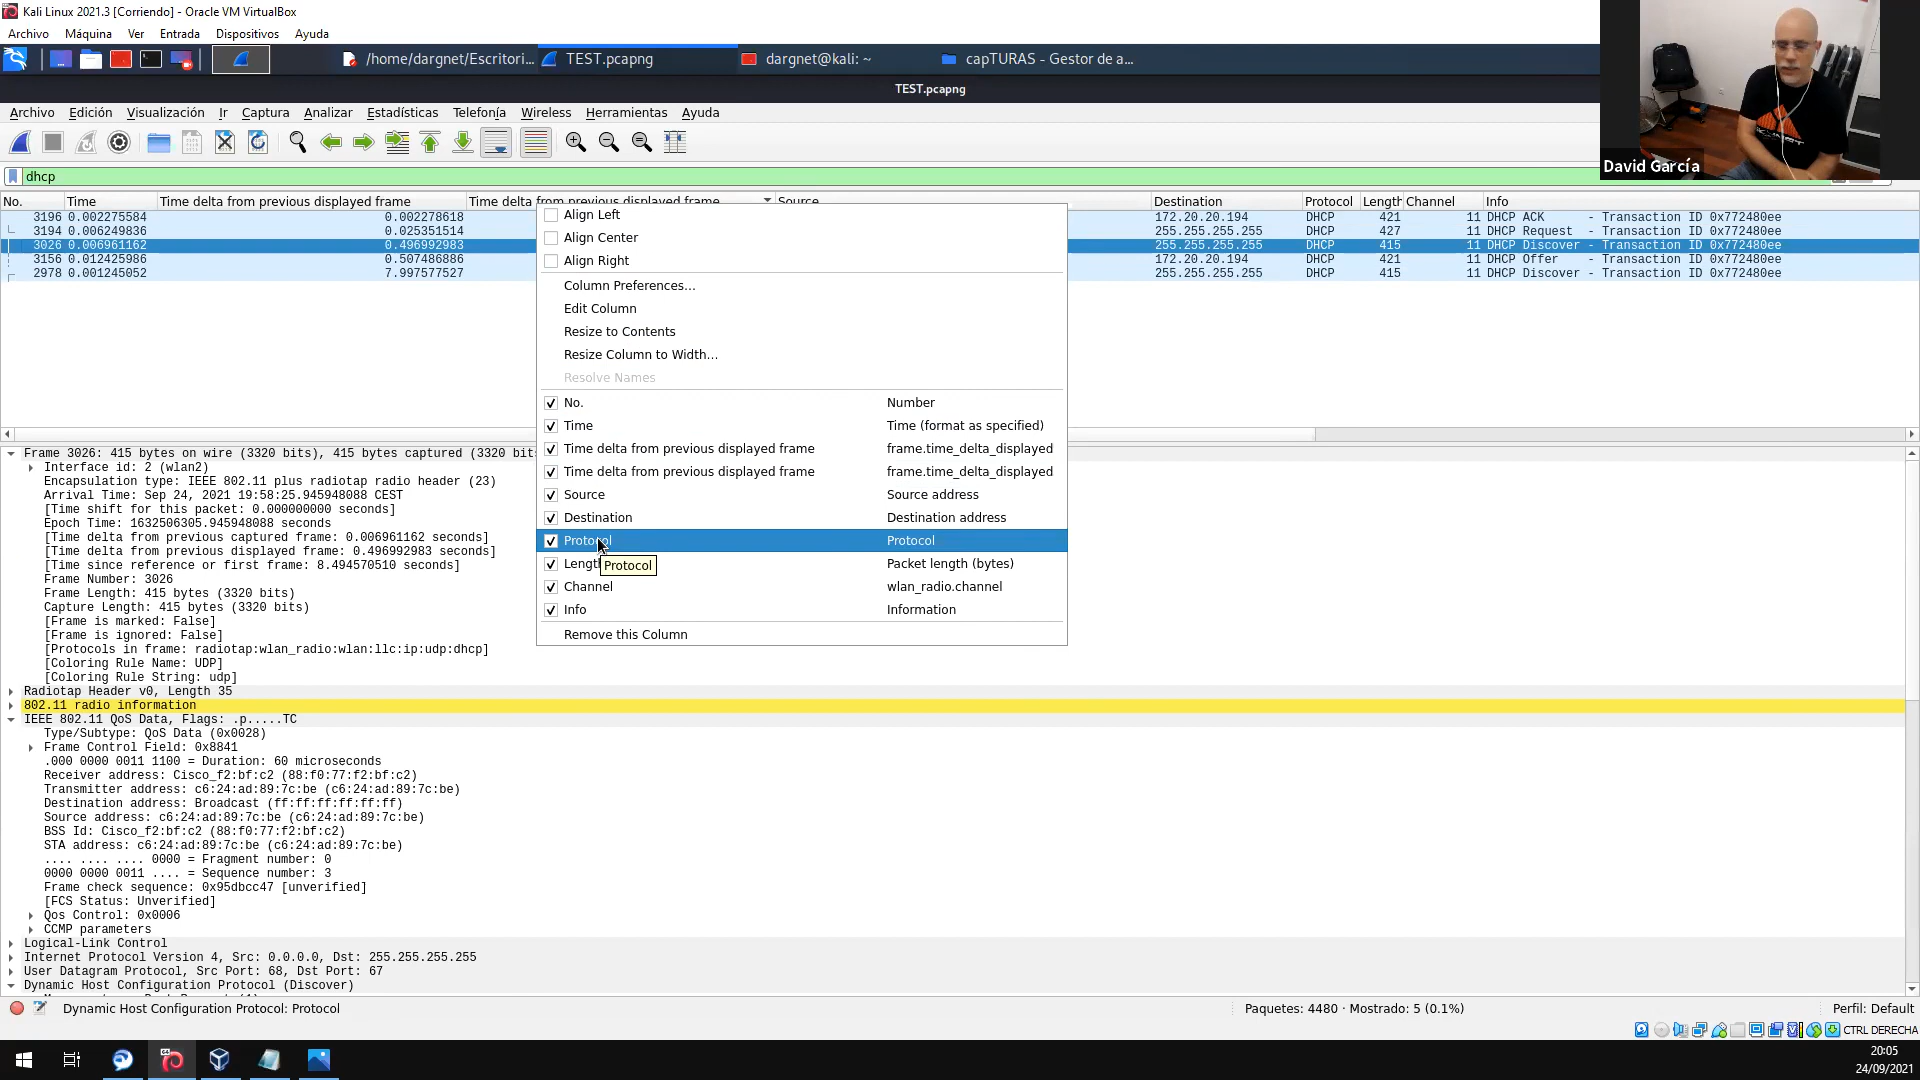 Kali Linux 2021.3 [Corriendo] - Oracle VM VirtualBox
Archivo Máquina Ver Entrada Dispositivos Ayuda
/home/dargnet/Escritori... TEST.pcapng dargnet@kali: ~ capTURAS - Gestor de a...
TEST.pcapng
Archivo Edición Visualización Ir Captura Analizar Estadísticas Telefonía Wireless Herramientas Ayuda
David García
dhcp
No. Time Time delta from previous displayed frame Time delta from previous displayed frame Source Destination Protocol Length Channel Info
3196 0.002275584 0.002278618 172.20.20.194 DHCP 421 11 DHCP ACK - Transaction ID 0x772480ee
3194 0.006249836 0.025351514 255.255.255.255 DHCP 427 11 DHCP Request - Transaction ID 0x772480ee
3026 0.006961162 0.496992983 255.255.255.255 DHCP 415 11 DHCP Discover - Transaction ID 0x772480ee
3156 0.012425986 0.507486886 172.20.20.194 DHCP 421 11 DHCP Offer - Transaction ID 0x772480ee
2978 0.001245052 7.997577527 255.255.255.255 DHCP 415 11 DHCP Discover - Transaction ID 0x772480ee
Align Left
Align Center
Align Right
Column Preferences...
Edit Column
Resize to Contents
Resize Column to Width...
Resolve Names
No. Number
Time Time (format as specified)
Time delta from previous displayed frame frame.time_delta_displayed
Time delta from previous displayed frame frame.time_delta_displayed
Source Source address
Destination Destination address
Protocol Protocol
Length Packet length (bytes)
Protocol
Channel wlan_radio.channel
Info Information
Remove this Column
Frame 3026: 415 bytes on wire (3320 bits), 415 bytes captured (3320 bit
Interface id: 2 (wlan2)
Encapsulation type: IEEE 802.11 plus radiotap radio header (23)
Arrival Time: Sep 24, 2021 19:58:25.945948088 CEST
[Time shift for this packet: 0.000000000 seconds]
Epoch Time: 1632506305.945948088 seconds
[Time delta from previous captured frame: 0.006961162 seconds]
[Time delta from previous displayed frame: 0.496992983 seconds]
[Time since reference or first frame: 8.494570510 seconds]
Frame Number: 3026
Frame Length: 415 bytes (3320 bits)
Capture Length: 415 bytes (3320 bits)
[Frame is marked: False]
[Frame is ignored: False]
[Protocols in frame: radiotap:wlan_radio:wlan:llc:ip:udp:dhcp]
[Coloring Rule Name: UDP]
[Coloring Rule String: udp]
Radiotap Header v0, Length 35
802.11 radio information
IEEE 802.11 QoS Data, Flags: .p.....TC
Type/Subtype: QoS Data (0x0028)
Frame Control Field: 0x8841
.000 0000 0011 1100 = Duration: 60 microseconds
Receiver address: Cisco_f2:bf:c2 (88:f0:77:f2:bf:c2)
Transmitter address: c6:24:ad:89:7c:be (c6:24:ad:89:7c:be)
Destination address: Broadcast (ff:ff:ff:ff:ff:ff)
Source address: c6:24:ad:89:7c:be (c6:24:ad:89:7c:be)
BSS Id: Cisco_f2:bf:c2 (88:f0:77:f2:bf:c2)
STA address: c6:24:ad:89:7c:be (c6:24:ad:89:7c:be)
.... .... .... 0000 = Fragment number: 0
0000 0000 0011 .... = Sequence number: 3
Frame check sequence: 0x95dbcc47 [unverified]
[FCS Status: Unverified]
Qos Control: 0x0006
CCMP parameters
Logical-Link Control
Internet Protocol Version 4, Src: 0.0.0.0, Dst: 255.255.255.255
User Datagram Protocol, Src Port: 68, Dst Port: 67
Dynamic Host Configuration Protocol (Discover)
Dynamic Host Configuration Protocol: Protocol Paquetes: 4480 · Mostrado: 5 (0.1%) Perfil: Default
CTRL DERECHA
20:05
24/09/2021